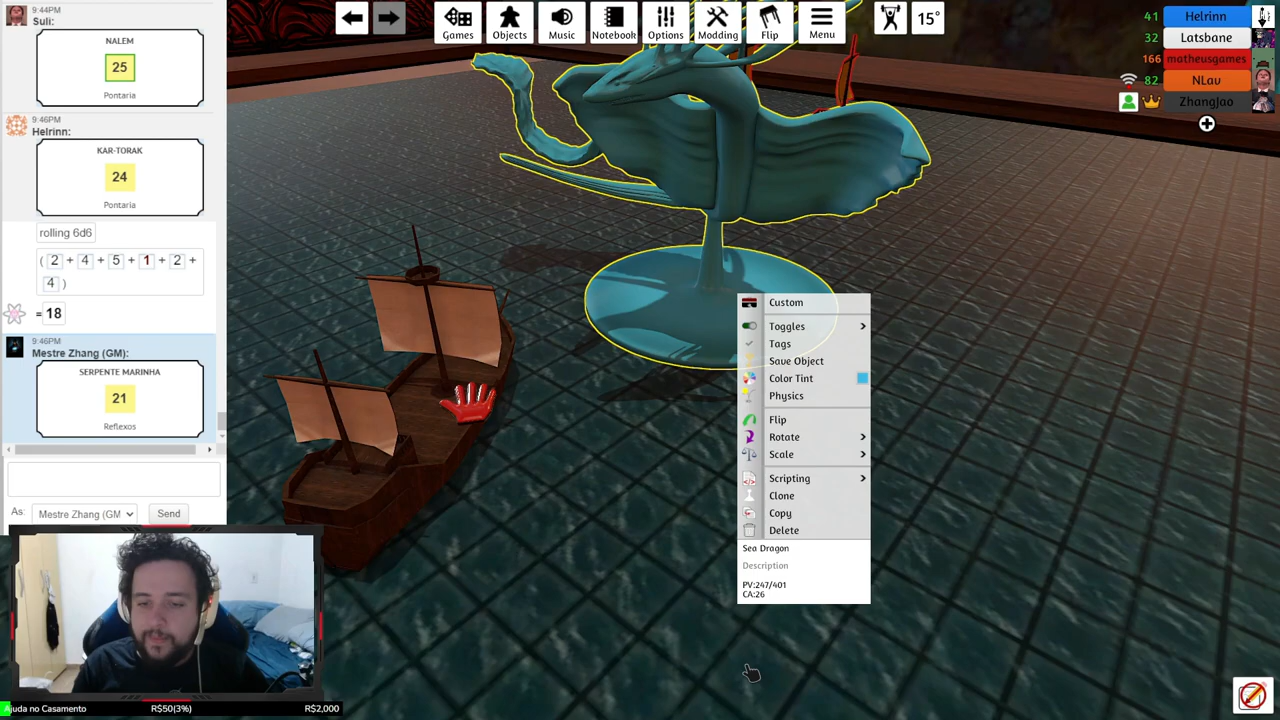 9:44PM
Suli:
NALEM
25
Pontaria
9:46PM
Helrinn:
KAR-TORAK
24
Pontaria
rolling 6d6
( 2 + 4 + 5 + 1 + 2 +
4 )
= 18
9:46PM
Mestre Zhang (GM):
SERPENTE MARINHA
21
Reflexos
As: Mestre Zhang (GM Send
Games Objects Music Notebook Options Modding Flip Menu 15°
41 Helrinn
32 Latsbane
166 matheusgames
82 NLav
ZhangJao
Custom
Toggles
Tags
Save Object
Color Tint
Physics
Flip
Rotate
Scale
Scripting
Clone
Copy
Delete
Sea Dragon
Description
PV:247/401
CA:26
Ajuda no Casamento R$50(3%) R$2,000